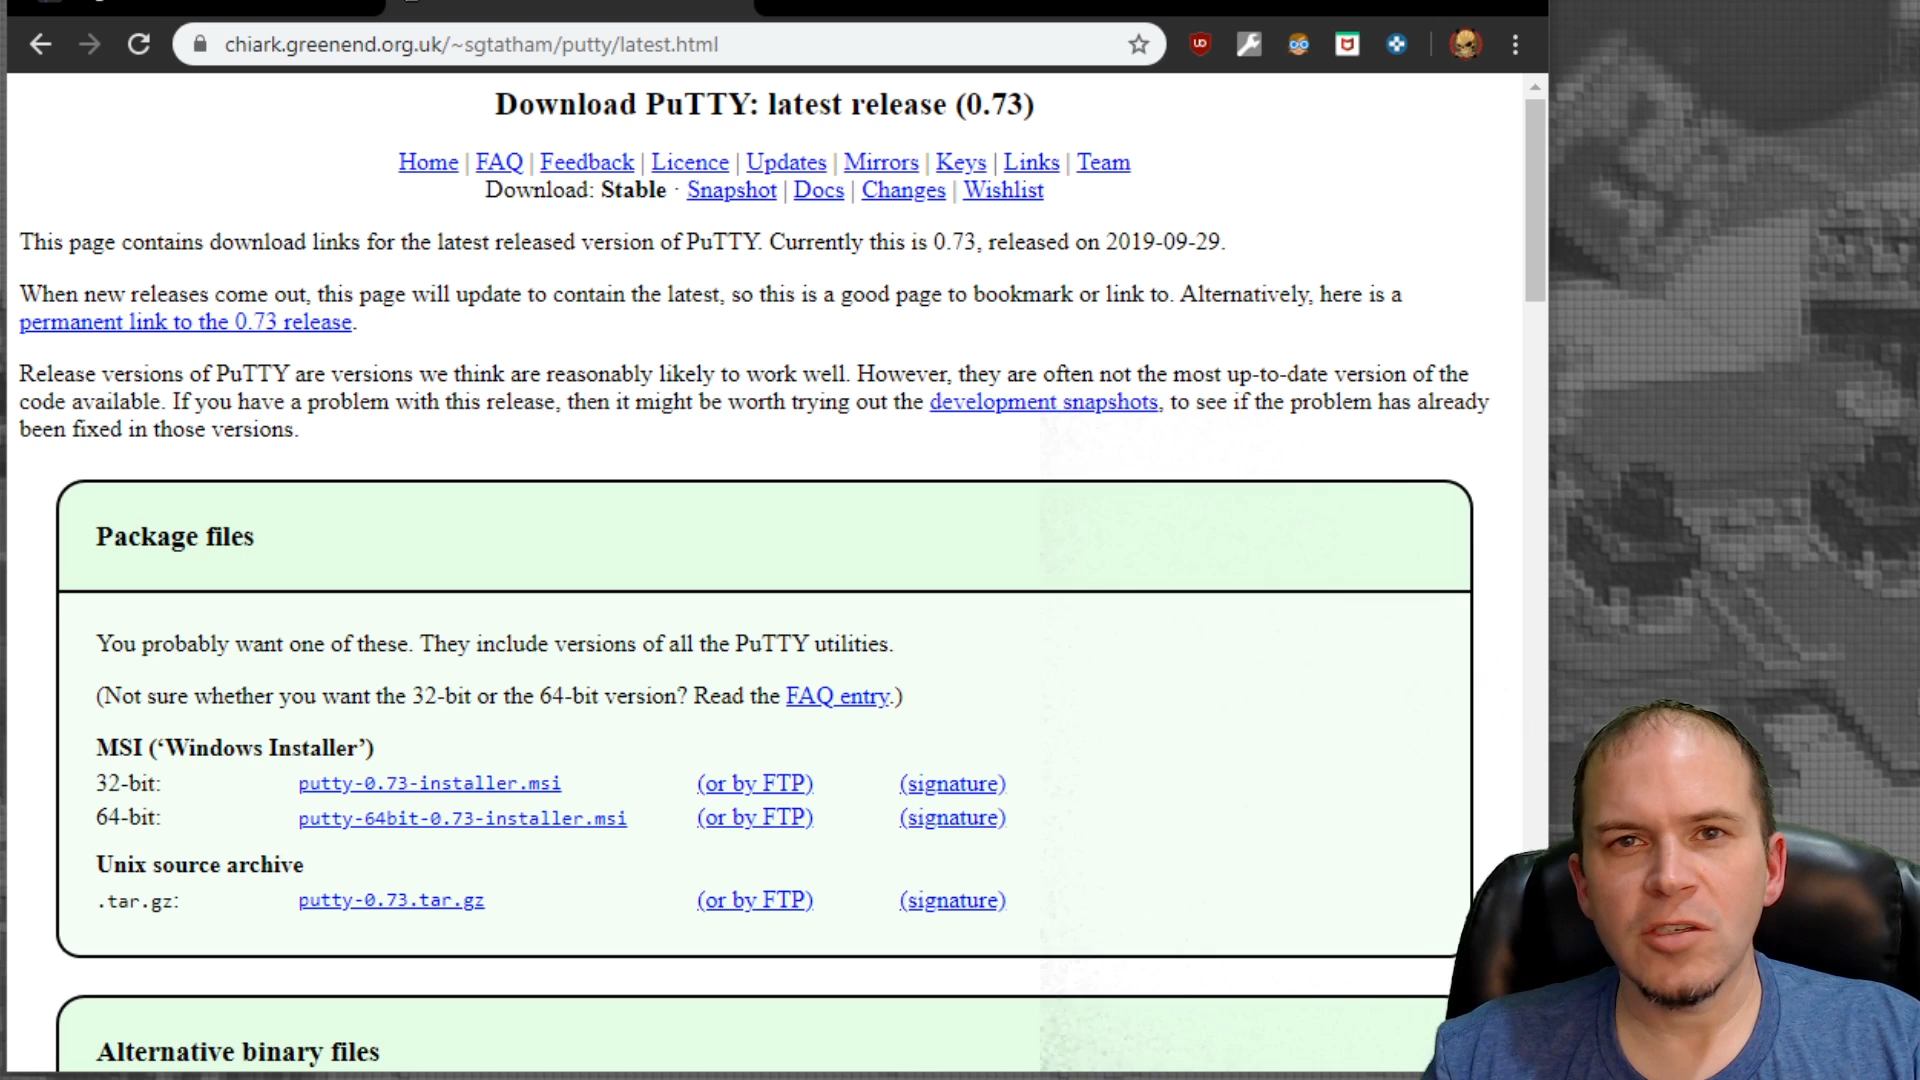 chiark.greenend.org.uk/~sgtatham/putty/latest.html
UD
Download PuTTY: latest release (0.73)
Home | FAQ | Feedback | Licence | Updates | Mirrors | Keys | Links | Team
Download: Stable · Snapshot | Docs | Changes | Wishlist
This page contains download links for the latest released version of PuTTY. Currently this is 0.73, released on 2019-09-29.
When new releases come out, this page will update to contain the latest, so this is a good page to bookmark or link to. Alternatively, here is a
permanent link to the 0.73 release.
Release versions of PuTTY are versions we think are reasonably likely to work well. However, they are often not the most up-to-date version of the
code available. If you have a problem with this release, then it might be worth trying out the development snapshots, to see if the problem has already
been fixed in those versions.
Package files
You probably want one of these. They include versions of all the PuTTY utilities.
(Not sure whether you want the 32-bit or the 64-bit version? Read the FAQ entry.)
MSI (‘Windows Installer’)
32-bit: putty-0.73-installer.msi (or by FTP) (signature)
64-bit: putty-64bit-0.73-installer.msi (or by FTP) (signature)
Unix source archive
.tar.gz: putty-0.73.tar.gz (or by FTP) (signature)
Alternative binary files